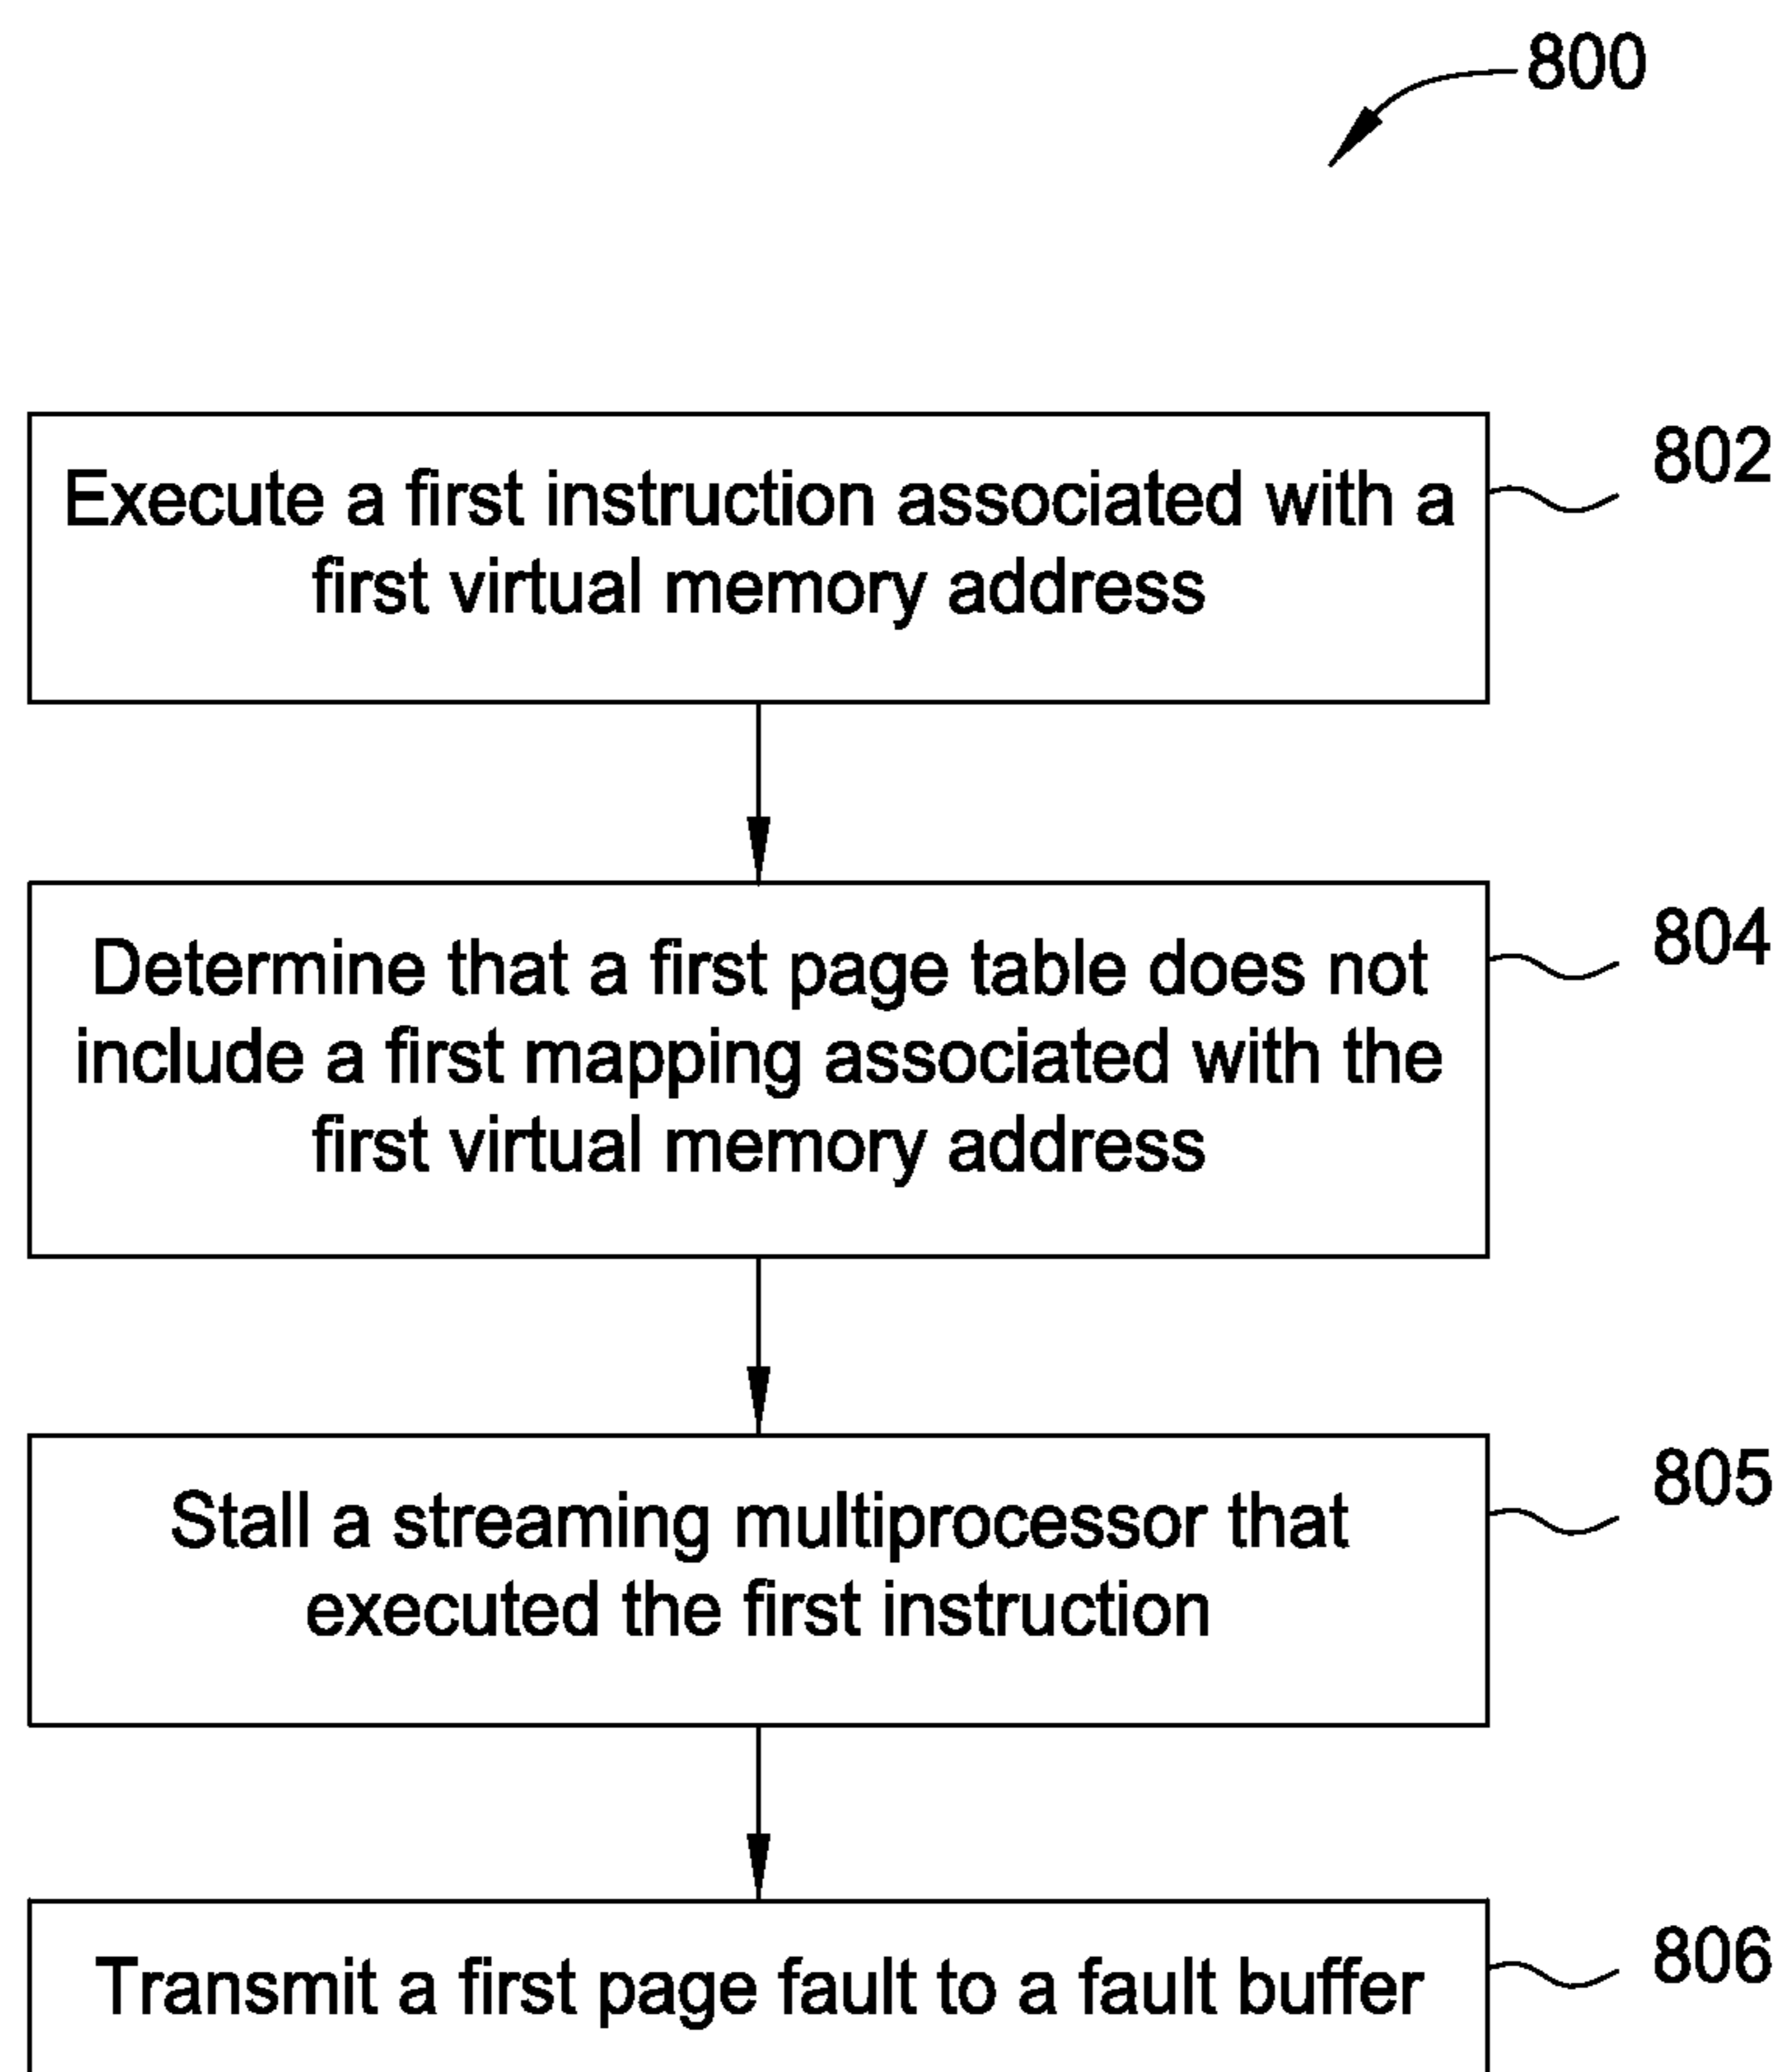 800
802
Execute a first instruction associated with a
first virtual memory address
804
Determine that a first page table does not
include a first mapping associated with the
first virtual memory address
805
Stall a streaming multiprocessor that
executed the first instruction
806
Transmit a first page fault to a fault buffer